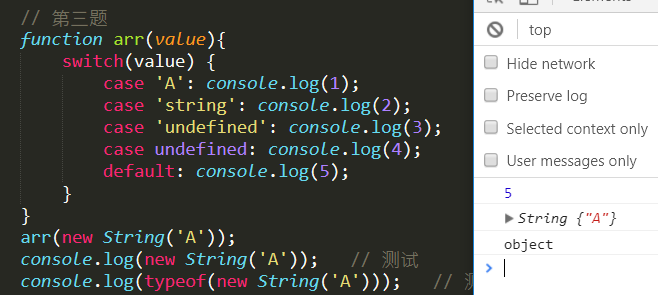 // 第三题
function arr(value){
switch(value) {
case 'A': console.log(1);
case 'string': console.log(2);
case 'undefined': console.log(3);
case undefined: console.log(4);
default: console.log(5);
}
}
arr(new String('A'));
console.log(new String('A'));   // 测试
console.log(typeof(new String('A')));   //
top
Hide network
Preserve log
Selected context only
User messages only
5
String {"A"}
object